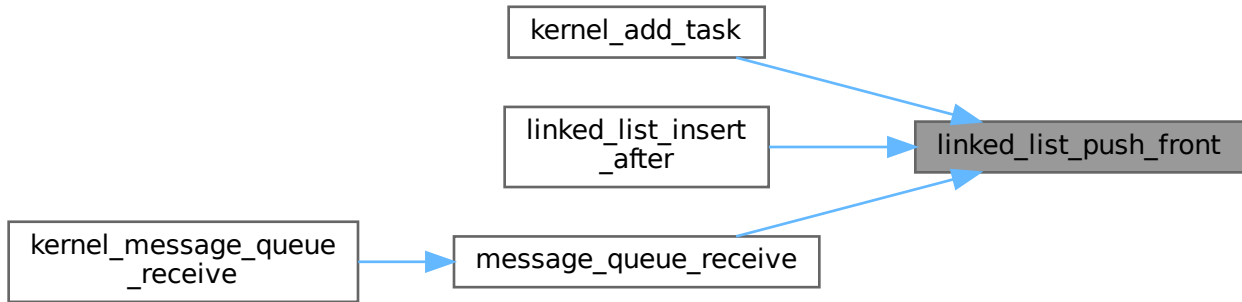 kernel_add_task
linked_list_insert
_after
linked_list_push_front
kernel_message_queue
_receive
message_queue_receive